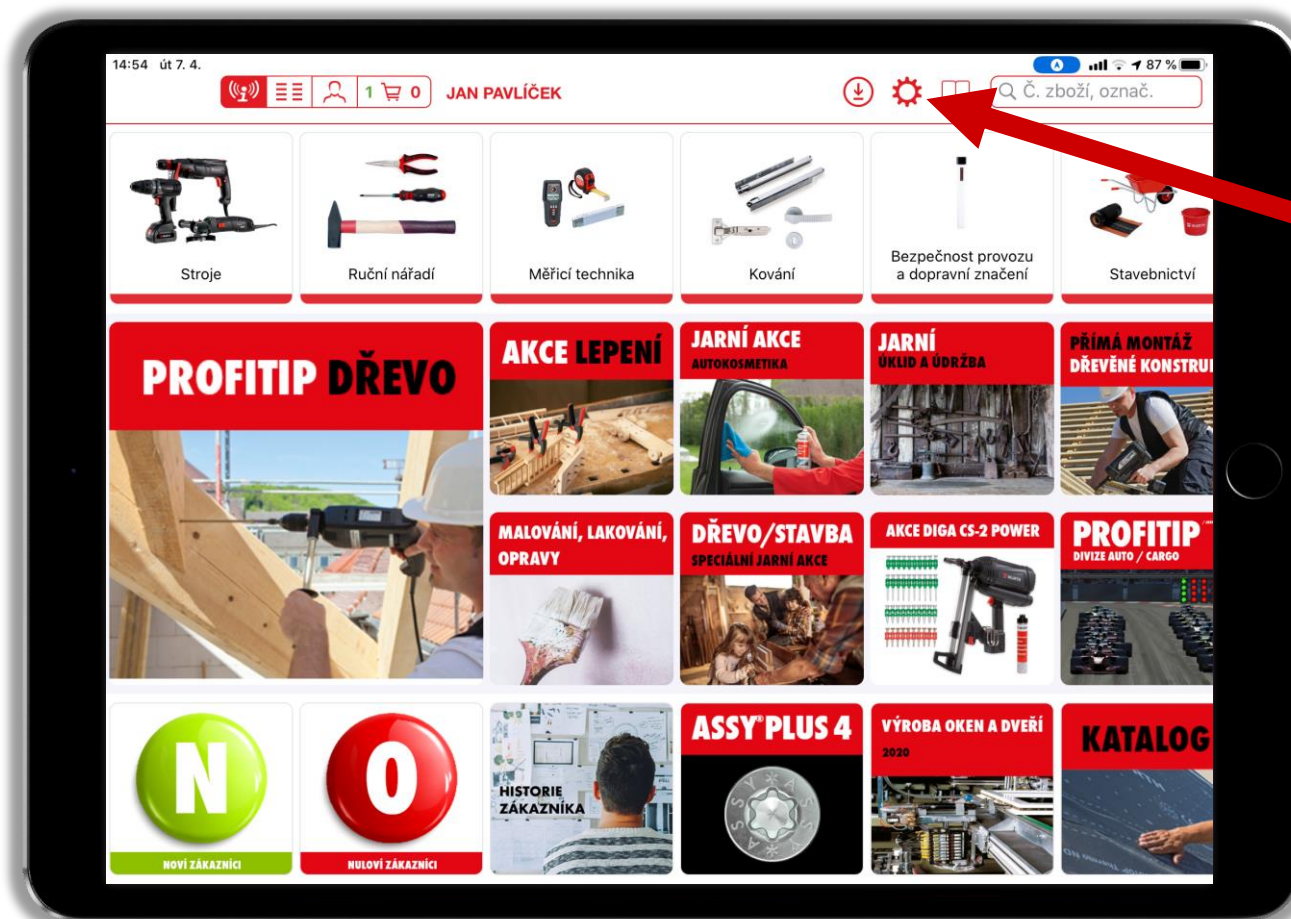 14:54 út 7. 4.
87 %
1 0 JAN PAVLÍČEK
Č. zboží, označ.
Stroje
Ruční nářadí
Měřicí technika
Kování
Bezpečnost provozu
a dopravní značení
Stavebnictví
PROFITIP DŘEVO
AKCE LEPENÍ
JARNÍ AKCE
AUTOKOSMETIKA
JARNÍ
ÚKLID A ÚDRŽBA
PŘÍMÁ MONTÁŽ
DŘEVĚNÉ KONSTRU
MALOVÁNÍ, LAKOVÁNÍ,
OPRAVY
DŘEVO/STAVBA
SPECIÁLNÍ JARNÍ AKCE
AKCE DIGA CS-2 POWER
PROFITIP
DIVIZE AUTO / CARGO
N
NOVÍ ZÁKAZNÍCI
O
NULOVÍ ZÁKAZNÍCI
HISTORIE
ZÁKAZNÍKA
ASSY®PLUS 4
ASSY ASSY
VÝROBA OKEN A DVEŘÍ
2020
KATALOG